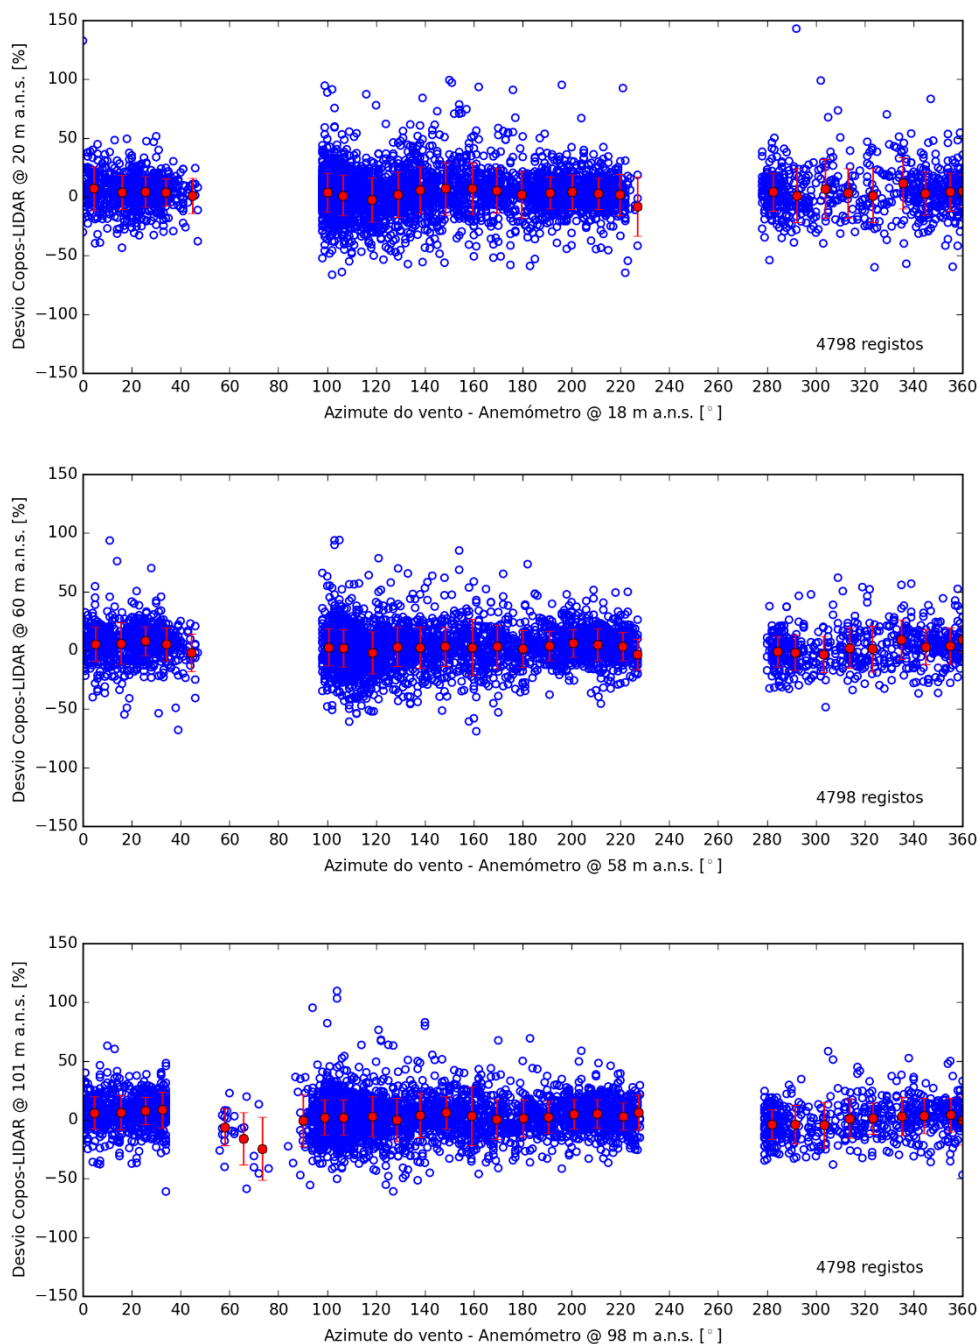 150
100
50
0
−50
−100
−150
Desvio Copos-LIDAR @ 20 m a.n.s. [%]
4798 registos
0 20 40 60 80 100 120 140 160 180 200 220 240 260 280 300 320 340 360
Azimute do vento - Anemómetro @ 18 m a.n.s. [°]
150
100
50
0
−50
−100
−150
Desvio Copos-LIDAR @ 60 m a.n.s. [%]
4798 registos
0 20 40 60 80 100 120 140 160 180 200 220 240 260 280 300 320 340 360
Azimute do vento - Anemómetro @ 58 m a.n.s. [°]
150
100
50
0
−50
−100
−150
Desvio Copos-LIDAR @ 101 m a.n.s. [%]
4798 registos
0 20 40 60 80 100 120 140 160 180 200 220 240 260 280 300 320 340 360
Azimute do vento - Anemómetro @ 98 m a.n.s. [°]